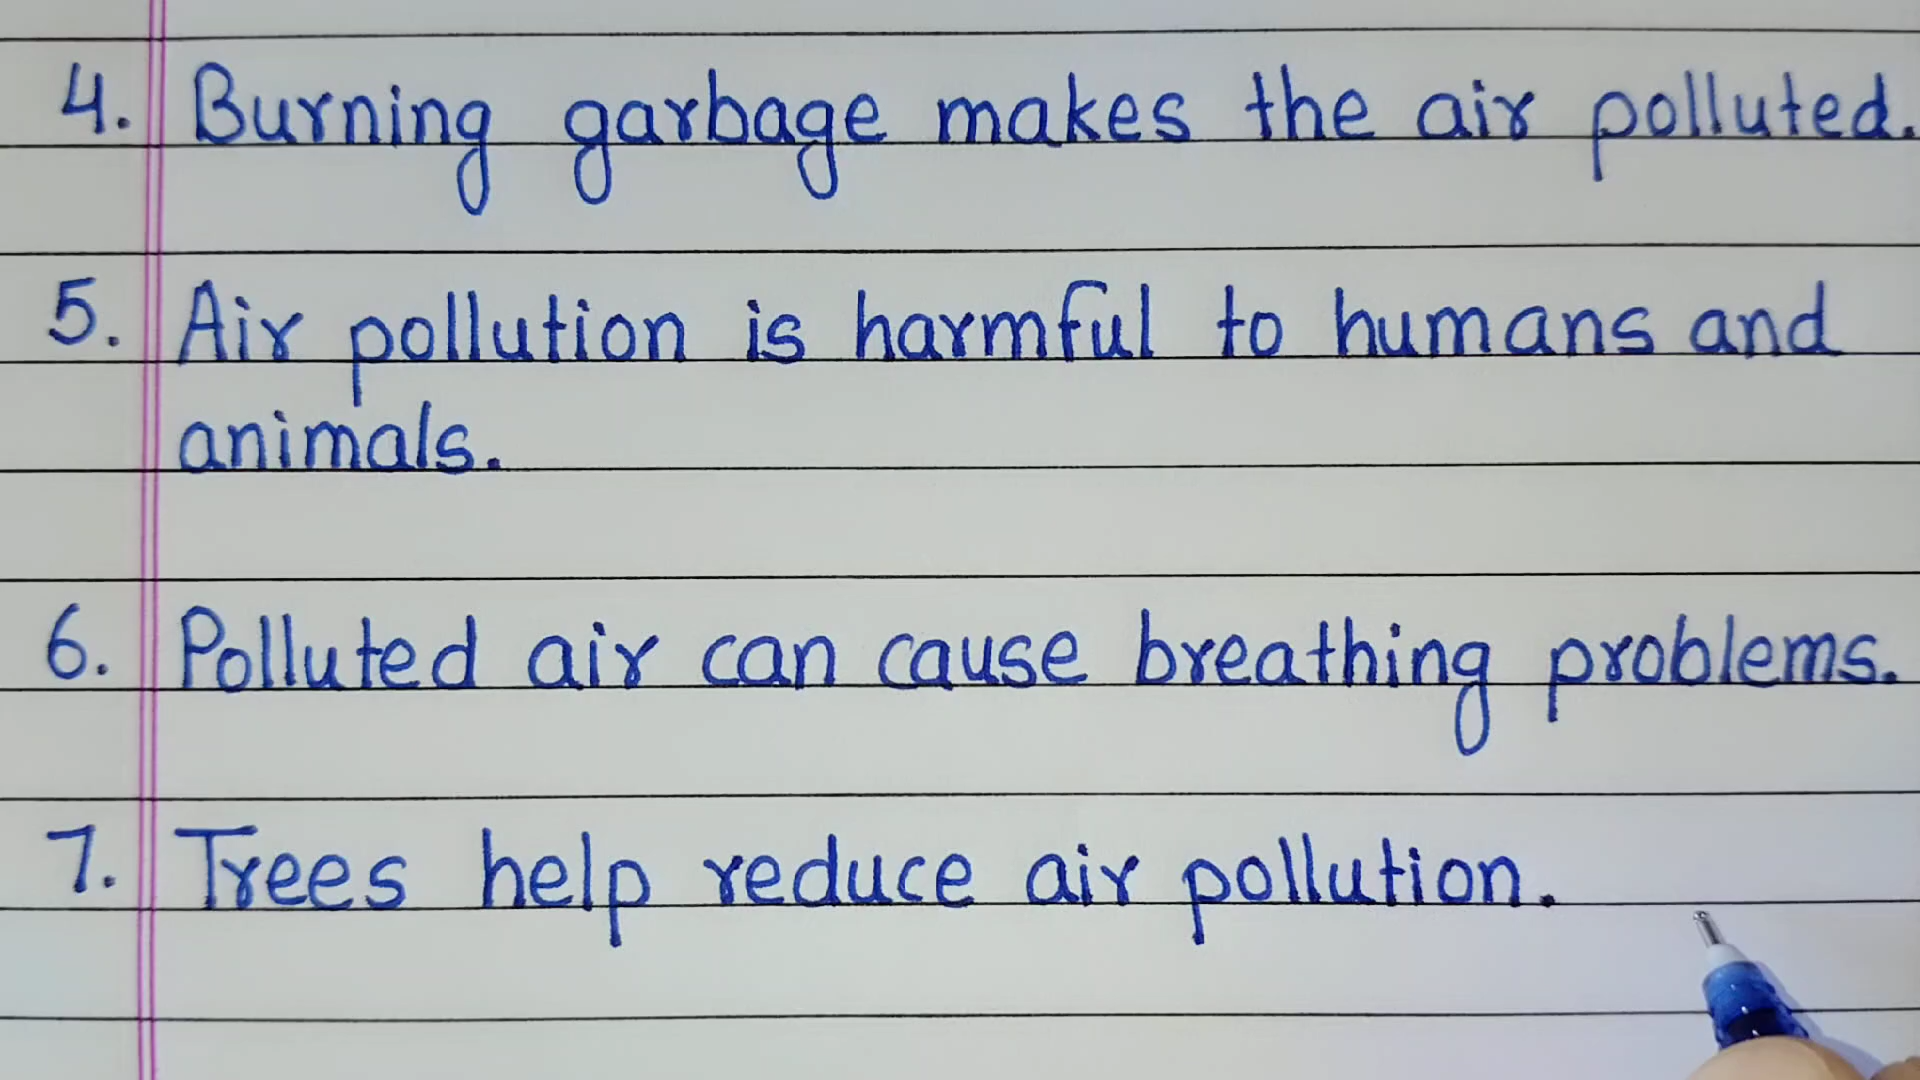 4. Burning garbage makes the air polluted.
5. Air pollution is harmful to humans and
animals.
6. Polluted air can cause breathing problems.
7. Trees help reduce air pollution.